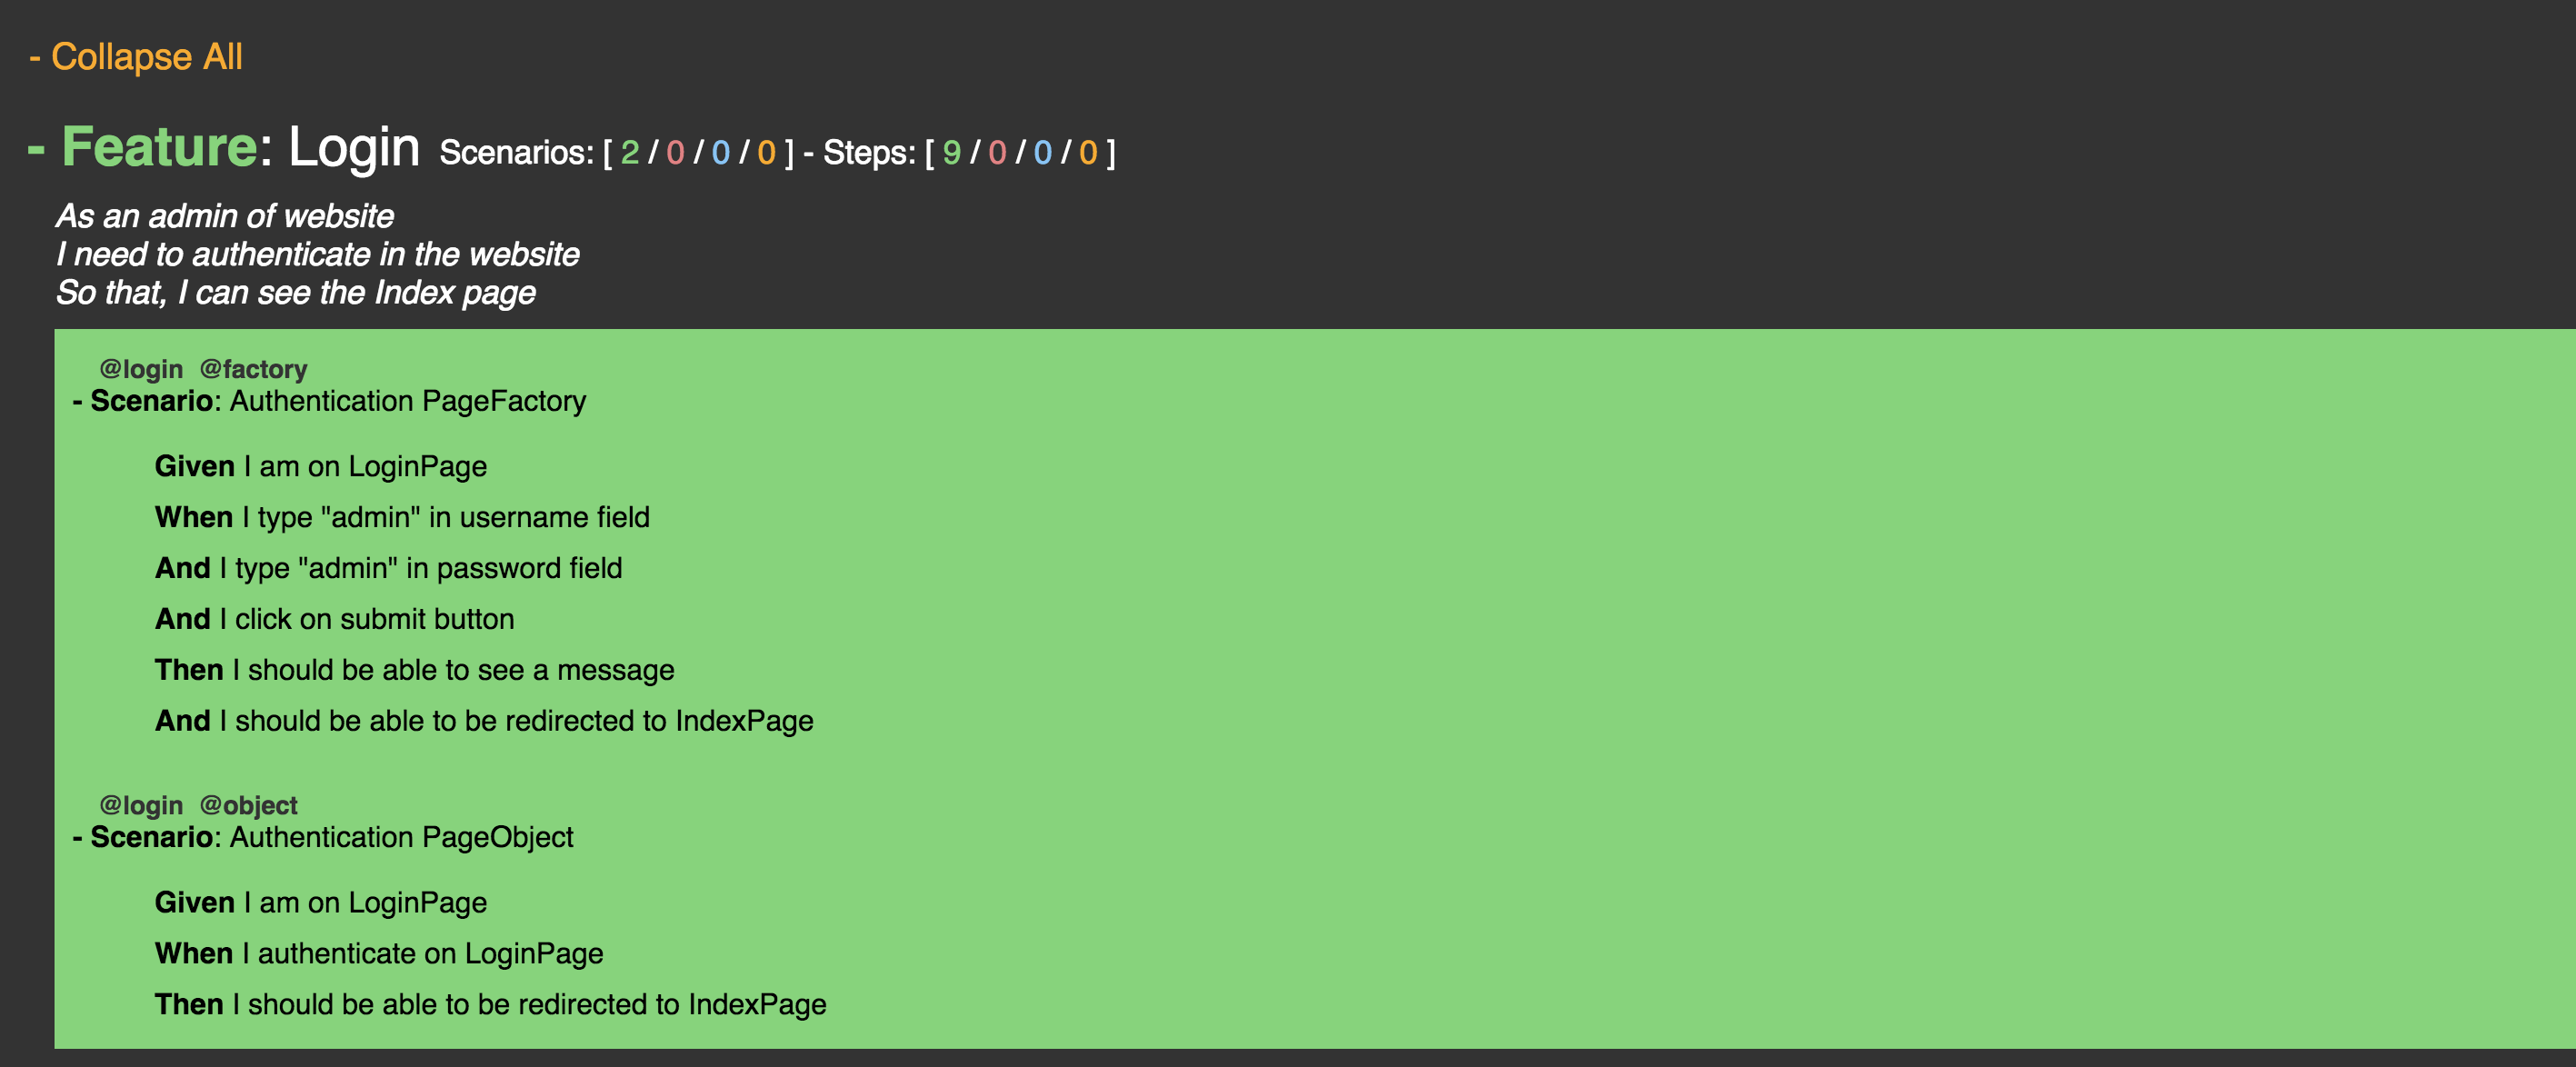 - Collapse All
- Feature: Login Scenarios: [ 2 / 0 / 0 / 0 ] - Steps: [ 9 / 0 / 0 / 0 ]
As an admin of website
I need to authenticate in the website
So that, I can see the Index page
@login @factory
- Scenario: Authentication PageFactory
Given I am on LoginPage
When I type "admin" in username field
And I type "admin" in password field
And I click on submit button
Then I should be able to see a message
And I should be able to be redirected to IndexPage
@login @object
- Scenario: Authentication PageObject
Given I am on LoginPage
When I authenticate on LoginPage
Then I should be able to be redirected to IndexPage